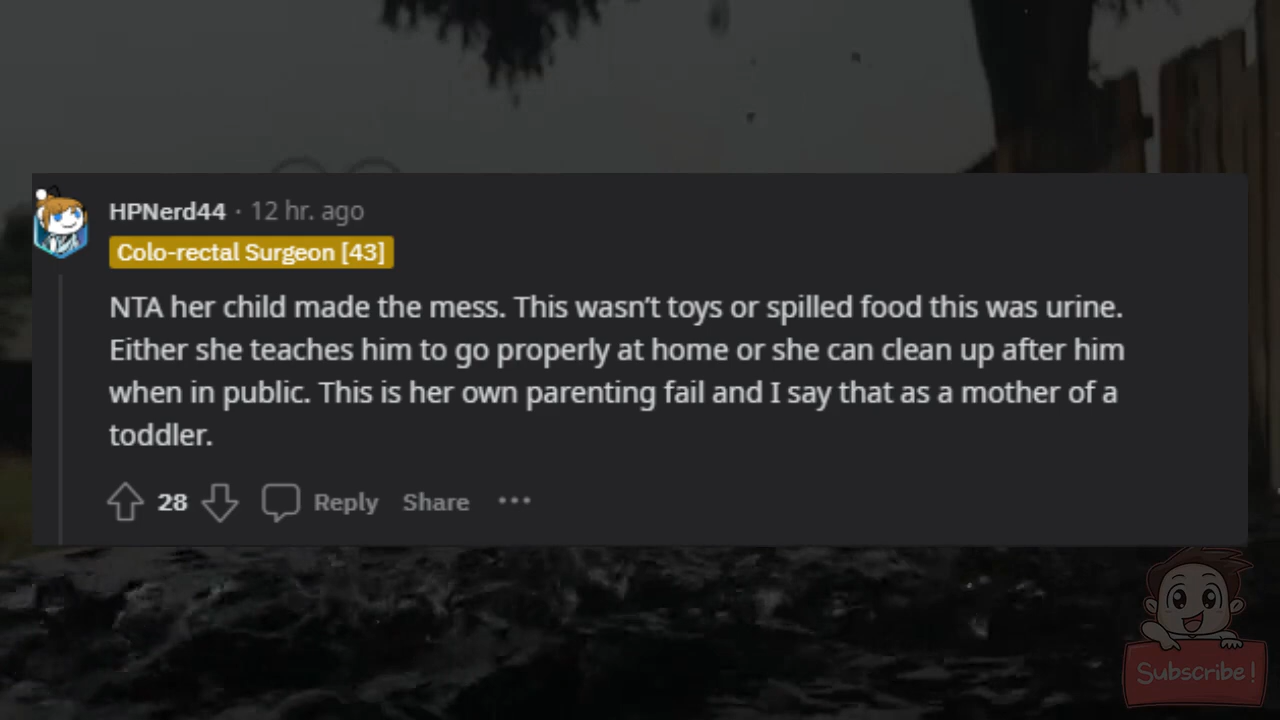 HPNerd44 · 12 hr. ago
Colo-rectal Surgeon [43]
NTA her child made the mess. This wasn't toys or spilled food this was urine.
Either she teaches him to go properly at home or she can clean up after him
when in public. This is her own parenting fail and I say that as a mother of a
toddler.
28 Reply Share ···
Subscribe!